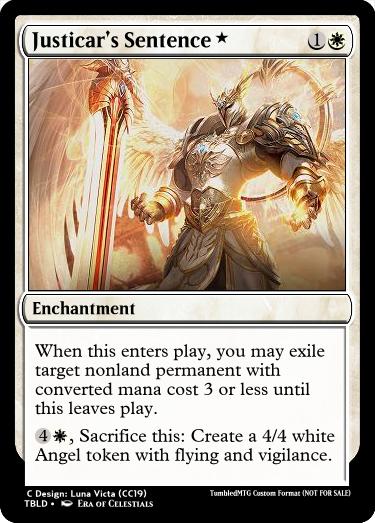 Justicar's Sentence ★ 1
Enchantment
When this enters play, you may exile
target nonland permanent with
converted mana cost 3 or less until
this leaves play.
4, Sacrifice this: Create a 4/4 white
Angel token with flying and vigilance.
C Design: Luna Victa (CC19)
TumbledMTG Custom Format (NOT FOR SALE)
TBLD • Era of Celestials